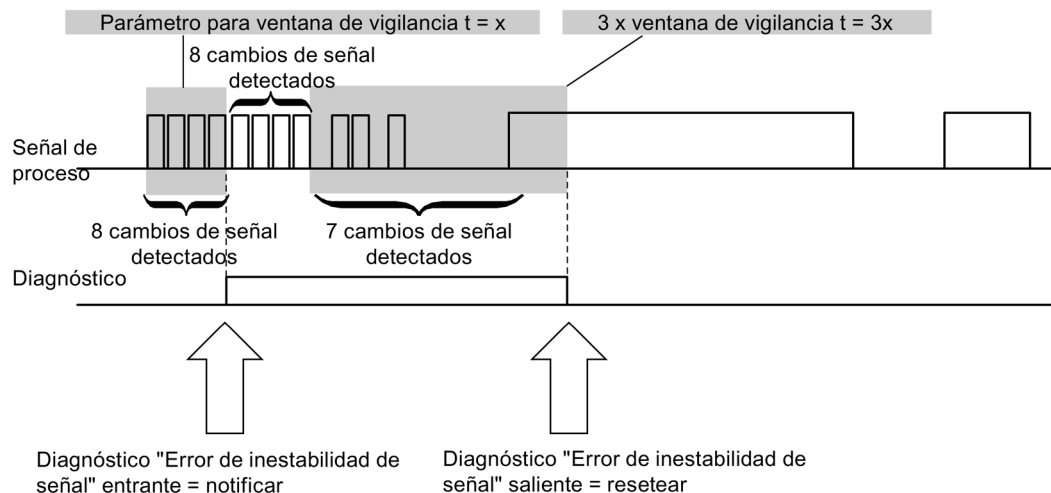 Parámetro para ventana de vigilancia t = x
3 x ventana de vigilancia t = 3x
8 cambios de señal
detectados
Señal de
proceso
8 cambios de señal
detectados
7 cambios de señal
detectados
Diagnóstico
Diagnóstico "Error de inestabilidad de
señal" entrante = notificar
Diagnóstico "Error de inestabilidad de
señal" saliente = resetear